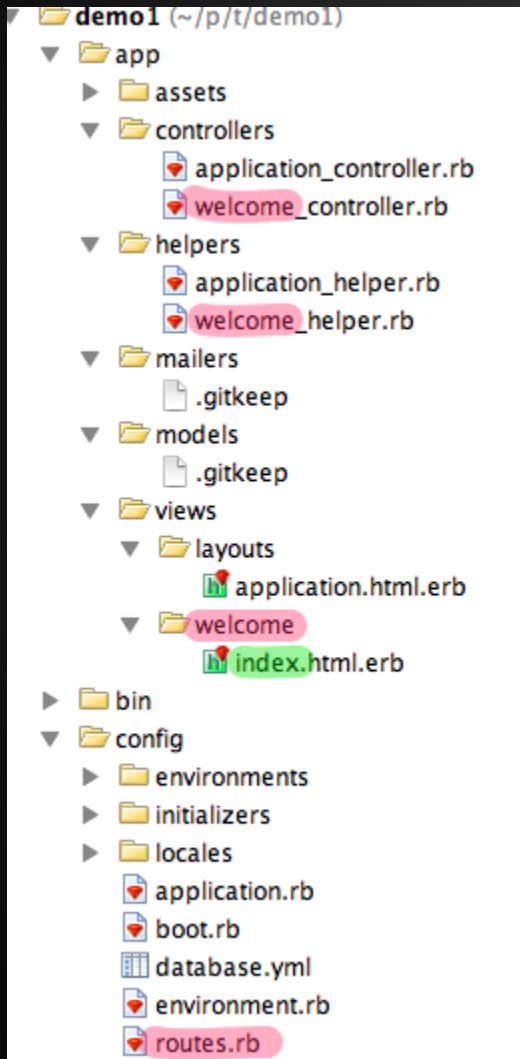 demo1 (~/p/t/demo1)
app
assets
controllers
application_controller.rb
welcome_controller.rb
helpers
application_helper.rb
welcome_helper.rb
mailers
.gitkeep
models
.gitkeep
views
layouts
application.html.erb
welcome
index.html.erb
bin
config
environments
initializers
locales
application.rb
boot.rb
database.yml
environment.rb
routes.rb